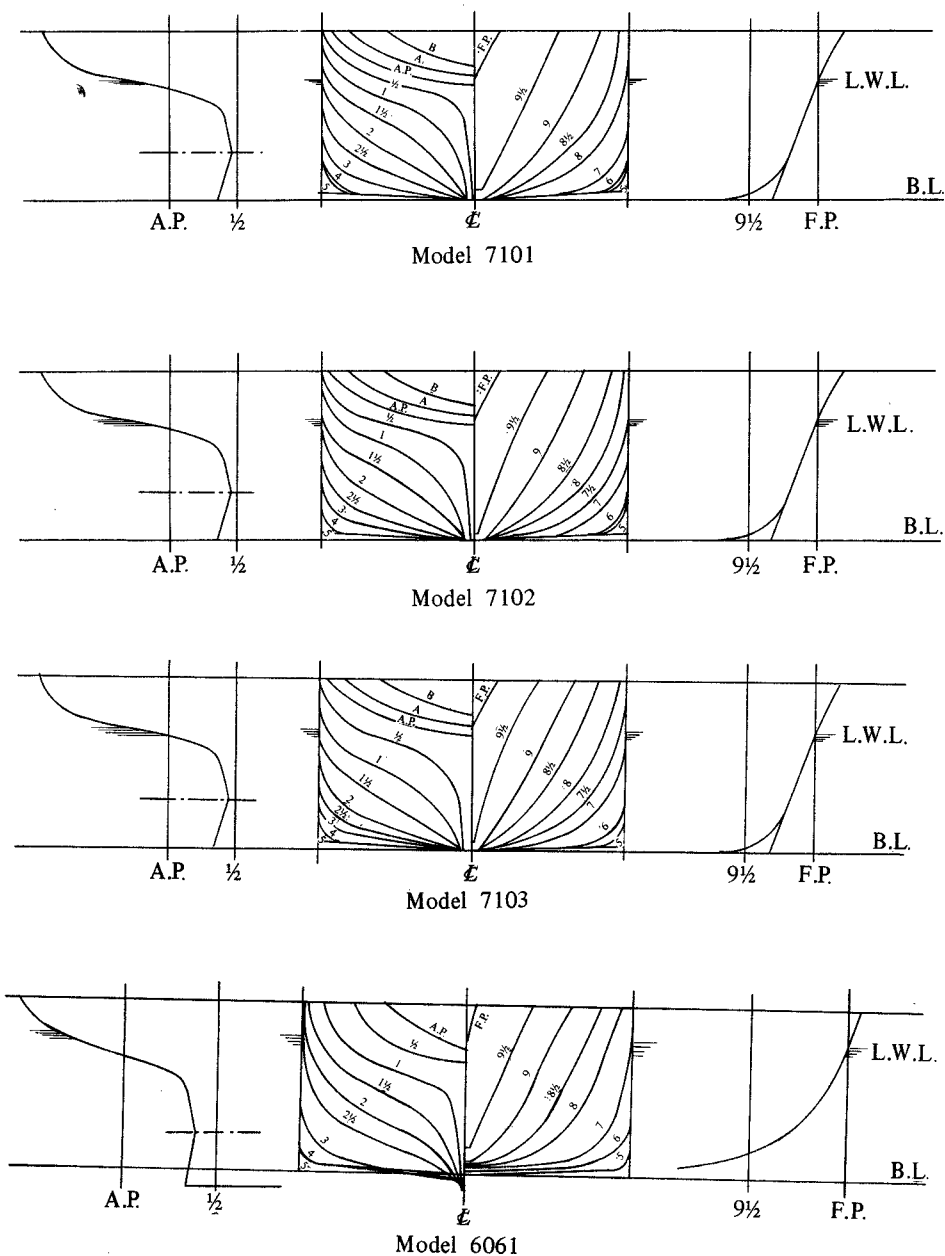 B
A.
A.P.
½
1
1½
2
2½
3
4
5
F.P.
9½
9
8½
8
7
6
5
L.W.L.
B.L.
A.P.
½
℄
9½
F.P.
Model 7101
B
A
A.P.
½
1
1½
2
2½
3
4
5
F.P.
9½
9
8½
8
7½
7
6
5
L.W.L.
B.L.
A.P.
½
℄
9½
F.P.
Model 7102
B
A
A.P.
½
1
1½
2
2½
3
4
5
F.P.
9½
9
8½
8
7½
7
6
5
L.W.L.
B.L.
A.P.
½
℄
9½
F.P.
Model 7103
A.P.
½
1
1½
2
2½
3
4
5
F.P.
9½
9
8½
8
7
6
5
L.W.L.
B.L.
A.P.
½
℄
9½
F.P.
Model 6061